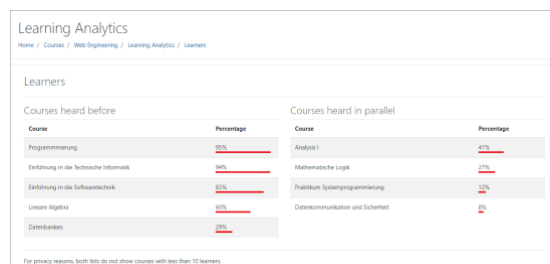 Learning Analytics
Home / Courses / Web Engineering / Learning Analytics / Learners
Learners
Courses heard before
Course Percentage
Programmierung 95%
Einführung in die Technische Informatik 94%
Einführung in die Softwaretechnik 83%
Lineare Algebra 60%
Datenbanken 29%
Courses heard in parallel
Course Percentage
Analysis I 41%
Mathematische Logik 27%
Praktikum Systemprogrammierung 12%
Datenkommunikation und Sicherheit 8%
For privacy reasons, both lists do not show courses with less than 10 learners.